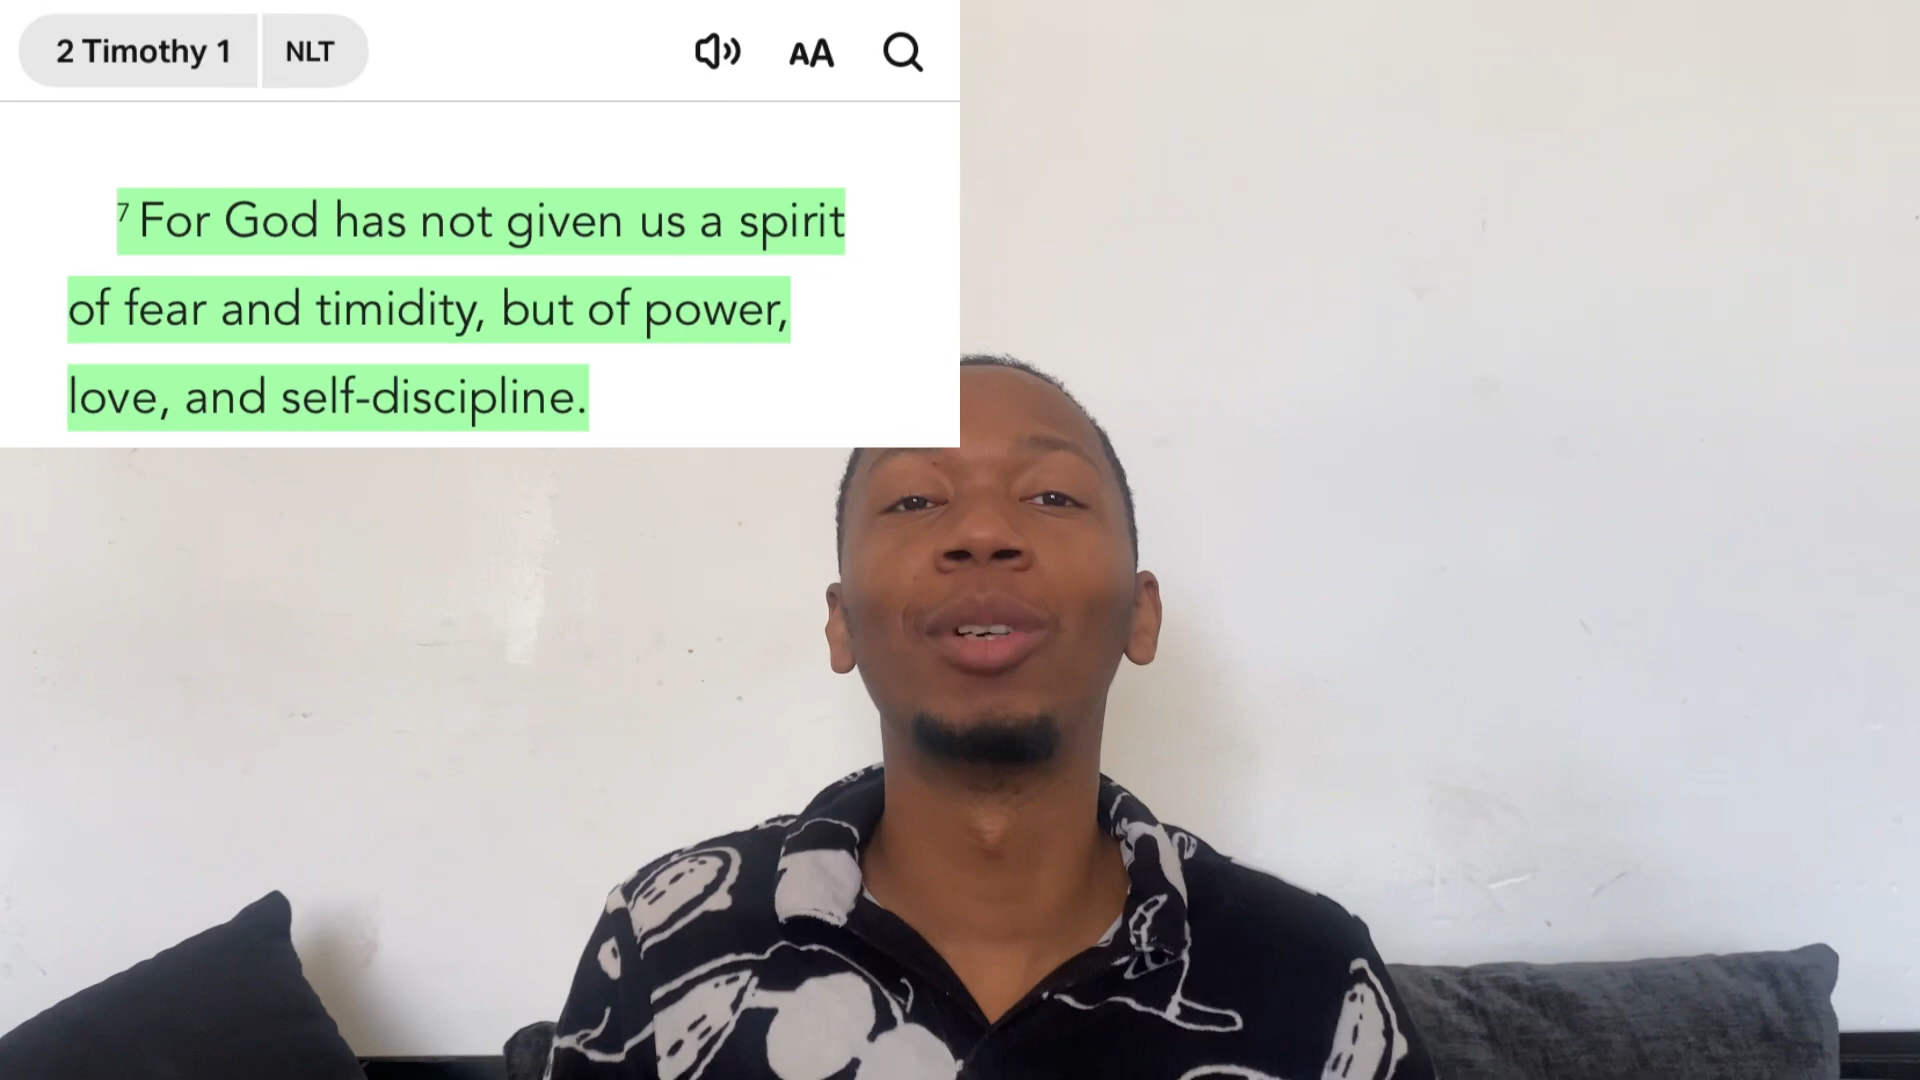 2 Timothy 1 NLT AA
7 For God has not given us a spirit
of fear and timidity, but of power,
love, and self-discipline.